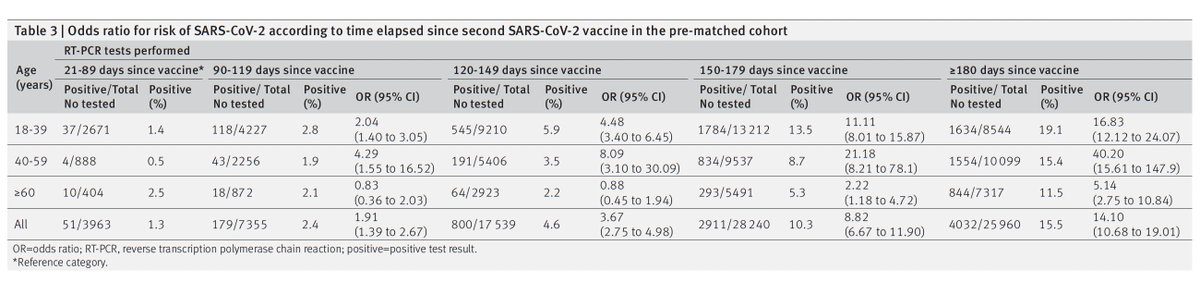 Table 3 | Odds ratio for risk of SARS-CoV-2 according to time elapsed since second SARS-CoV-2 vaccine in the pre-matched cohort
RT-PCR tests performed
Age (years) 21-89 days since vaccine* 90-119 days since vaccine 120-149 days since vaccine 150-179 days since vaccine ≥180 days since vaccine
Positive/Total No tested Positive (%) Positive/ Total No tested Positive (%) OR (95% CI) Positive/ Total No tested Positive (%) OR (95% CI) Positive/ Total No tested Positive (%) OR (95% CI) Positive/ Total No tested Positive (%) OR (95% CI)
18-39 37/2671 1.4 118/4227 2.8 2.04 (1.40 to 3.05) 545/9210 5.9 4.48 (3.40 to 6.45) 1784/13 212 13.5 11.11 (8.01 to 15.87) 1634/8544 19.1 16.83 (12.12 to 24.07)
40-59 4/888 0.5 43/2256 1.9 4.29 (1.55 to 16.52) 191/5406 3.5 8.09 (3.10 to 30.09) 834/9537 8.7 21.18 (8.21 to 78.1) 1554/10 099 15.4 40.20 (15.61 to 147.9)
≥60 10/404 2.5 18/872 2.1 0.83 (0.36 to 2.03) 64/2923 2.2 0.88 (0.45 to 1.94) 293/5491 5.3 2.22 (1.18 to 4.72) 844/7317 11.5 5.14 (2.75 to 10.84)
All 51/3963 1.3 179/7355 2.4 1.91 (1.39 to 2.67) 800/17 539 4.6 3.67 (2.75 to 4.98) 2911/28 240 10.3 8.82 (6.67 to 11.90) 4032/25 960 15.5 14.10 (10.68 to 19.01)
OR=odds ratio; RT-PCR, reverse transcription polymerase chain reaction; positive=positive test result.
*Reference category.